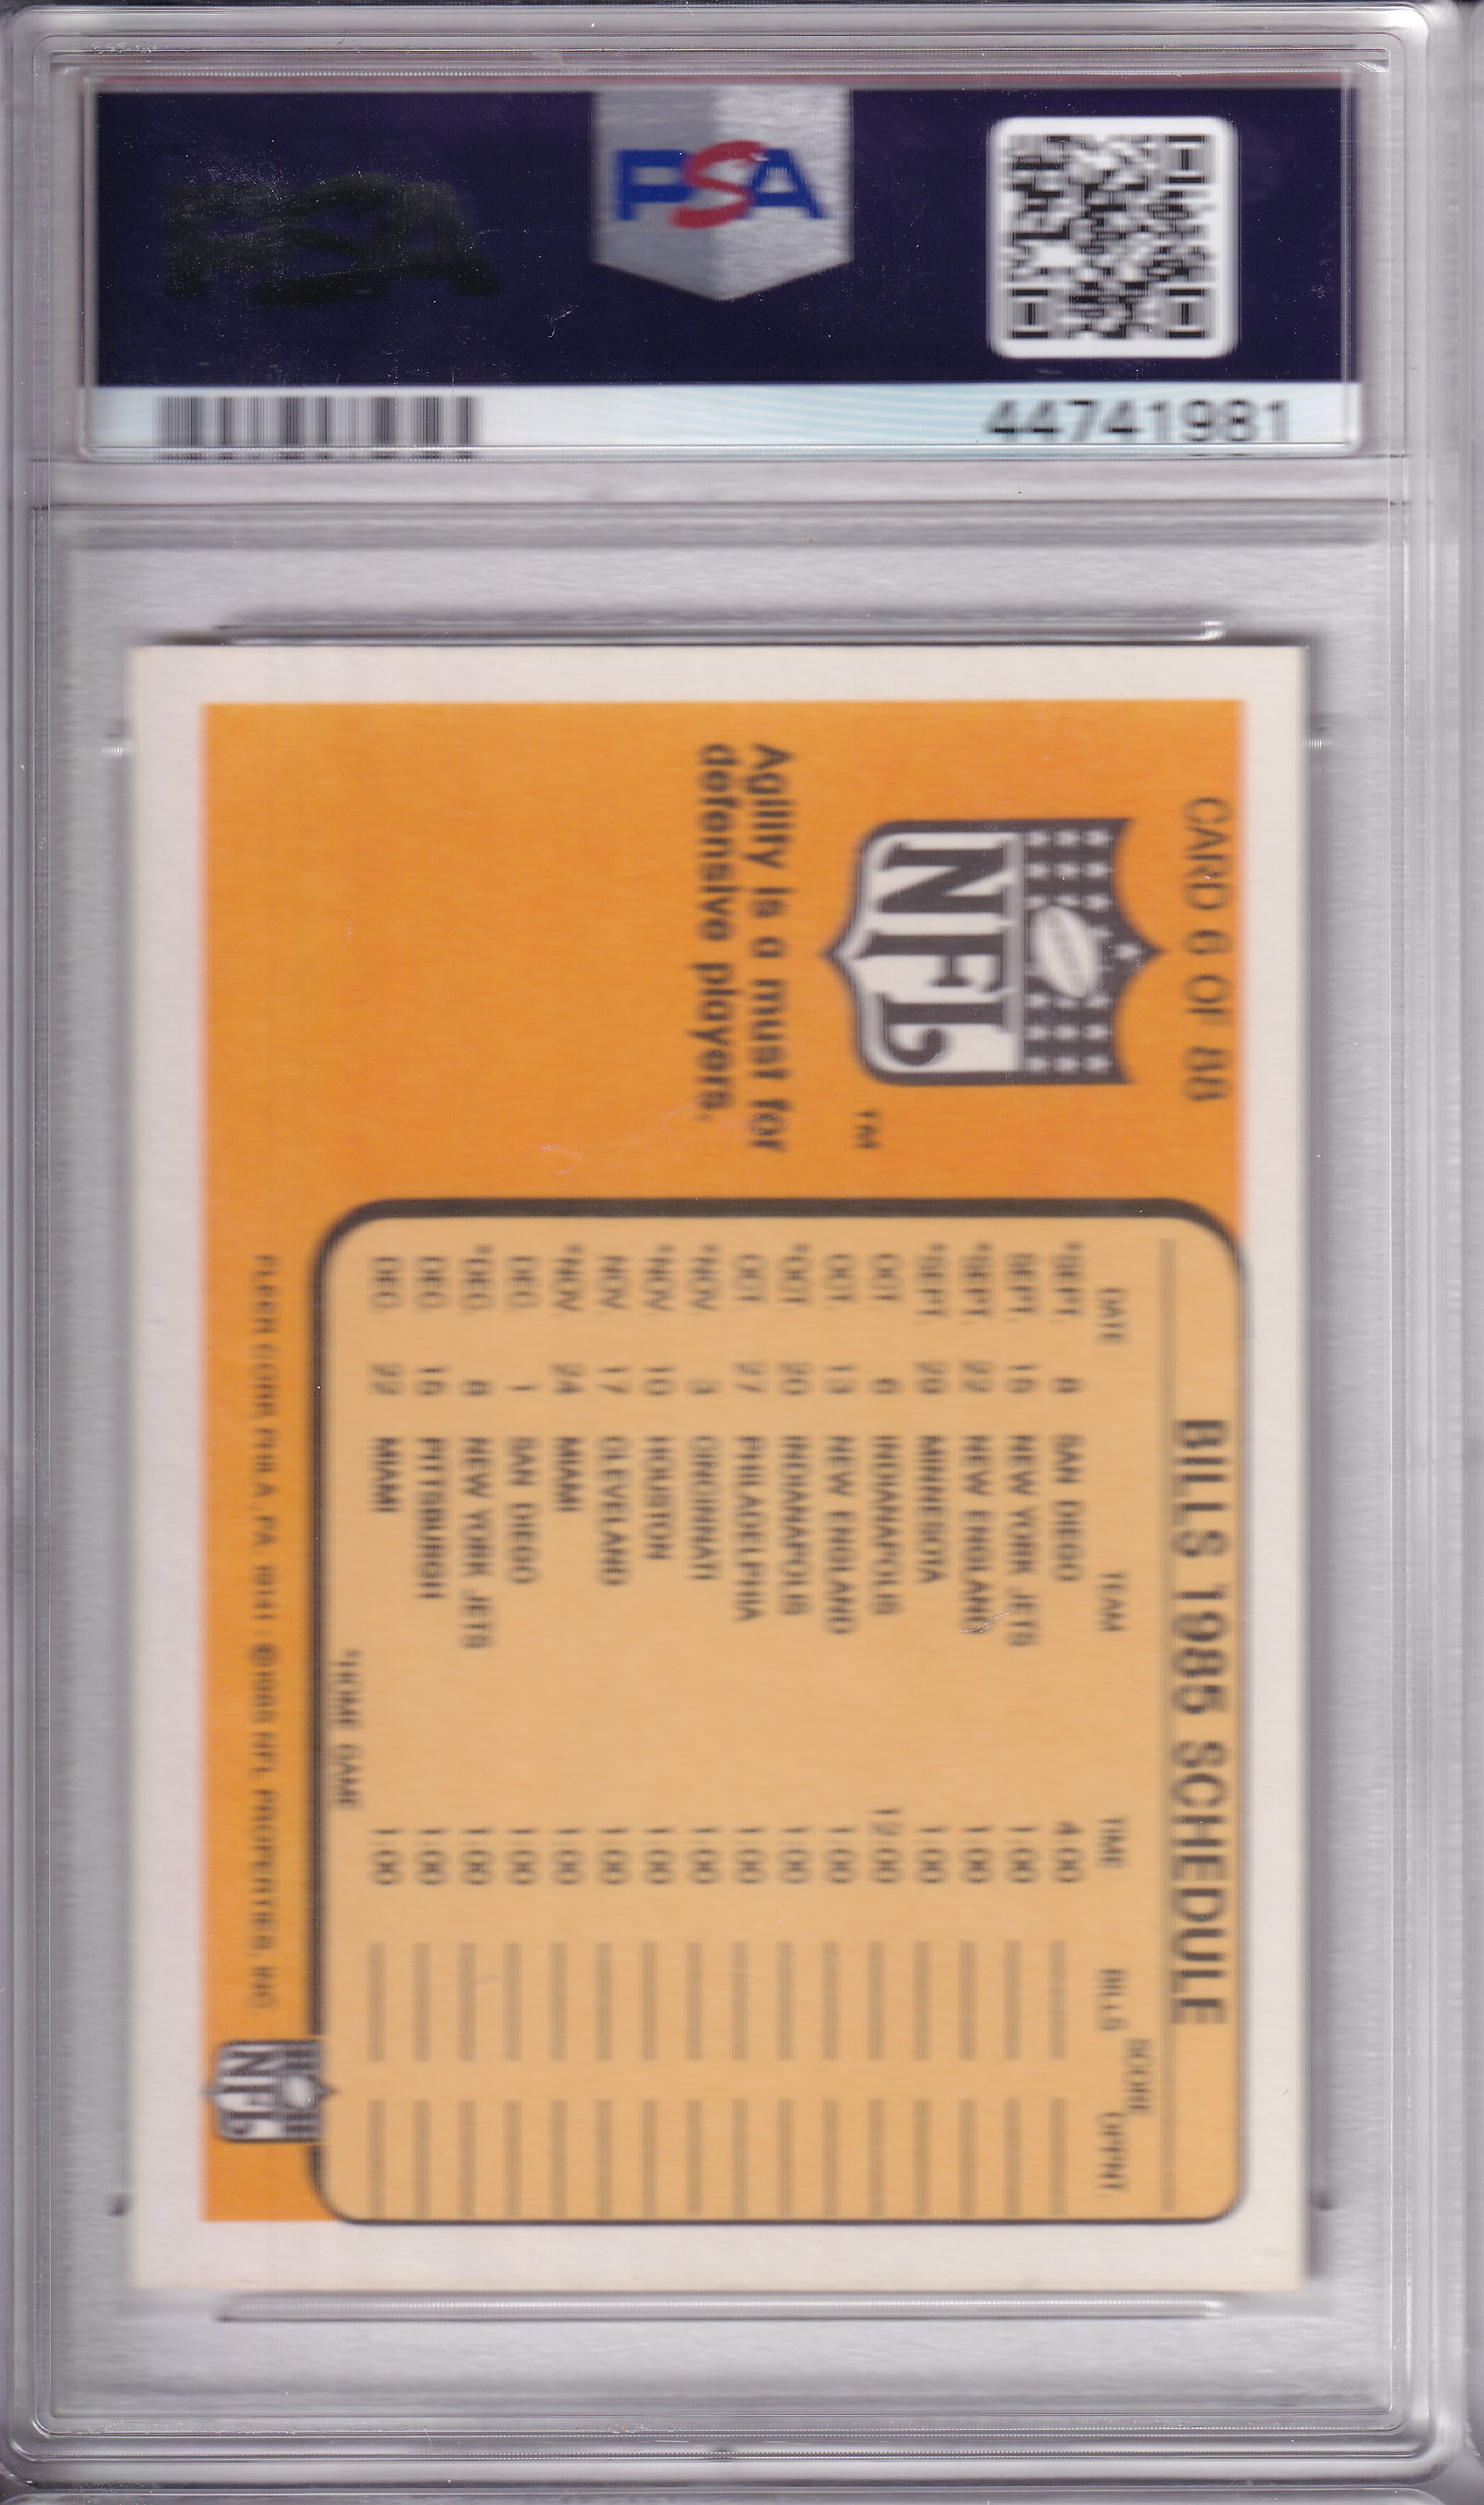 PSA
PSA
44741981
CARD 6 OF 88
NFL
TM
Agility is a must for
defensive players.
BILLS 1985 SCHEDULE
SCORE
DATE TEAM TIME BILLS OPPNT.
*SEPT. 8 SAN DIEGO 4:00
SEPT. 15 NEW YORK JETS 1:00
*SEPT. 22 NEW ENGLAND 1:00
*SEPT. 29 MINNESOTA 1:00
OCT. 6 INDIANAPOLIS 12:00
OCT. 13 NEW ENGLAND 1:00
*OCT. 20 INDIANAPOLIS 1:00
OCT. 27 PHILADELPHIA 1:00
*NOV. 3 CINCINNATI 1:00
*NOV. 10 HOUSTON 1:00
NOV. 17 CLEVELAND 1:00
*NOV. 24 MIAMI 1:00
DEC. 1 SAN DIEGO 1:00
*DEC. 8 NEW YORK JETS 1:00
DEC. 15 PITTSBURGH 1:00
DEC. 22 MIAMI 1:00
*HOME GAME
FLEER CORP. PHILA., PA. 19141 ©1985 NFL PROPERTIES, INC.
NFL